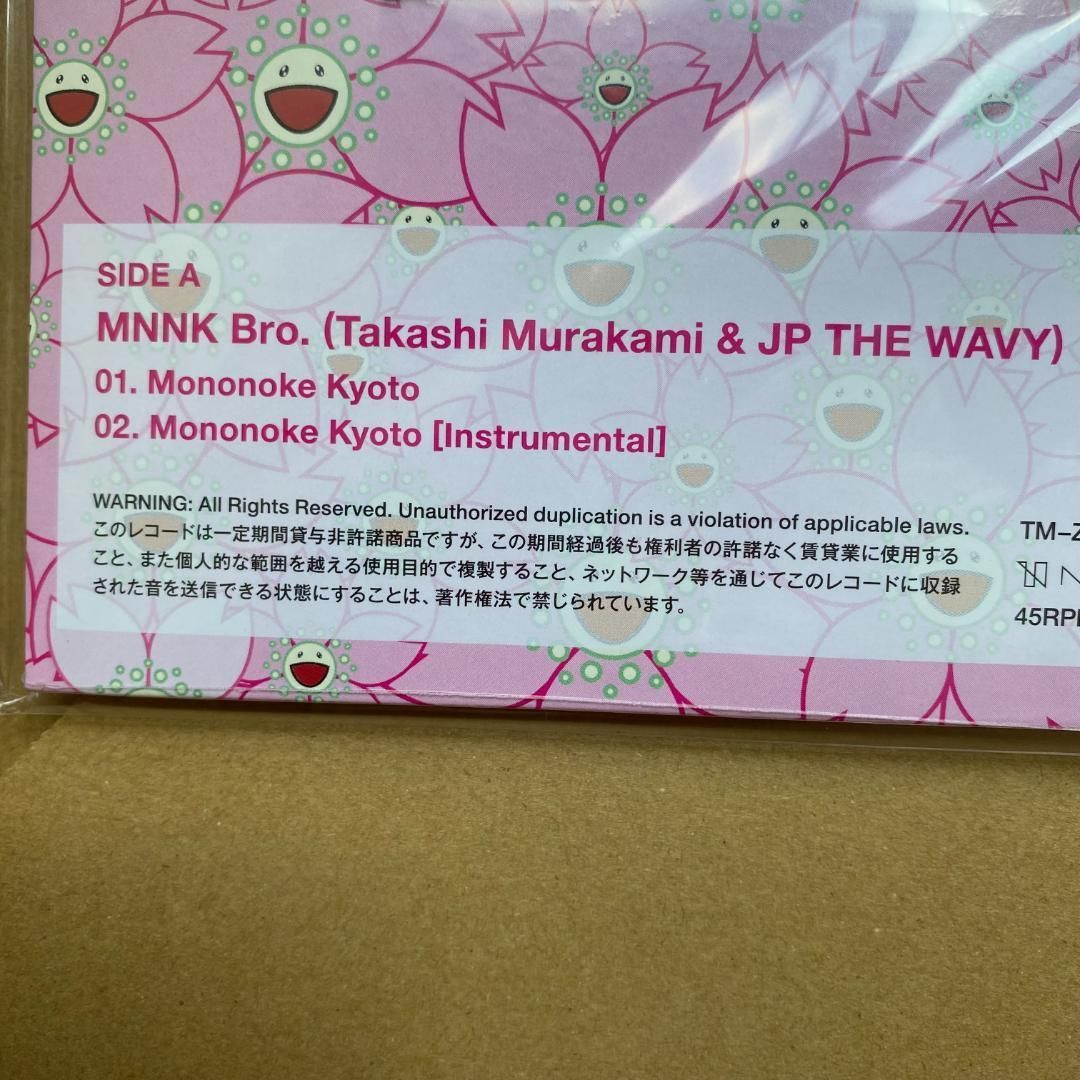 SIDE A
MNNK Bro. (Takashi Murakami & JP THE WAVY)
01. Mononoke Kyoto
02. Mononoke Kyoto [Instrumental]
WARNING: All Rights Reserved. Unauthorized duplication is a violation of applicable laws.
このレコードは一定期間貸与非許諾商品ですが、この期間経過後も権利者の許諾なく賃貸業に使用する
こと、また個人的な範囲を越える使用目的で複製すること、ネットワーク等を通じてこのレコードに収録
された音を送信できる状態にすることは、著作権法で禁じられています。
TM-Z
45RP